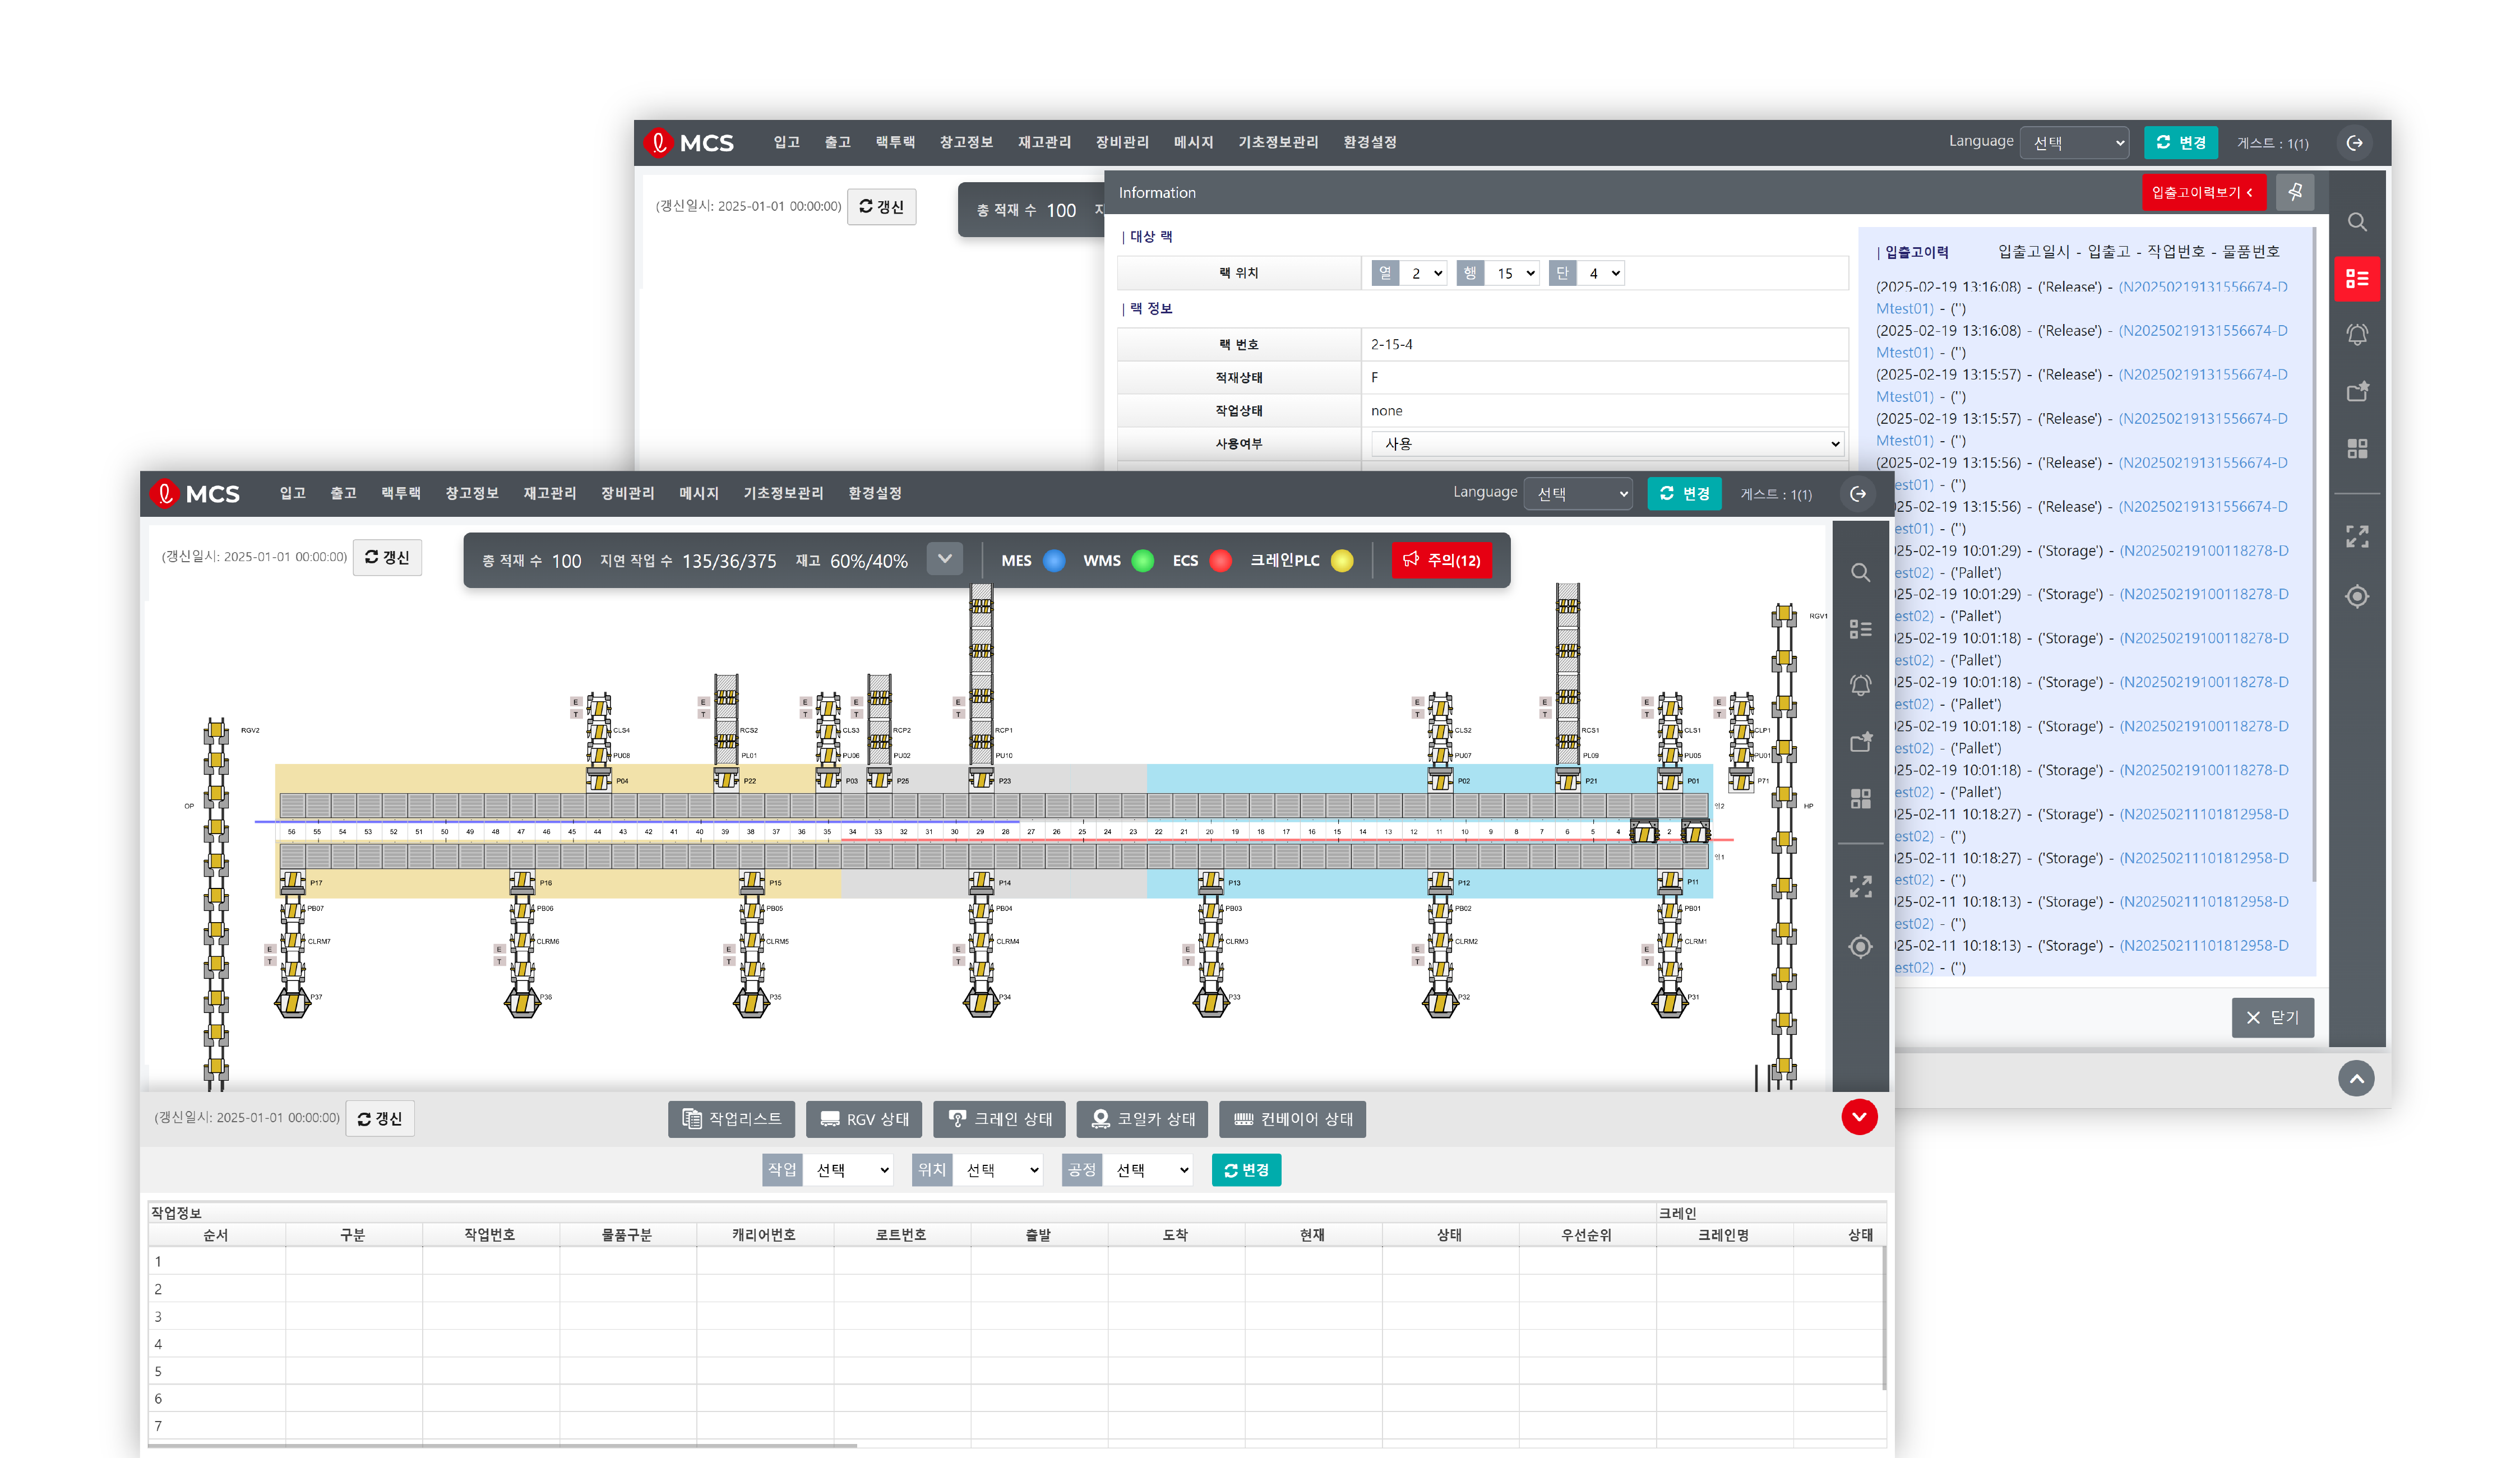 MCS 입고 출고 랙투랙 창고정보 재고관리 장비관리 메시지 기초정보관리 환경설정 Language 선택 변경 게스트 : 1(1)
(갱신일시: 2025-01-01 00:00:00) 갱신
총 적재 수 100
Information 입출고이력보기 <
| 대상 랙
랙 위치 열 2 행 15 단 4
| 랙 정보
랙 번호 2-15-4
적재상태 F
작업상태 none
사용여부 사용
| 입출고이력 입출고일시 - 입출고 - 작업번호 - 물품번호
(2025-02-19 13:16:08) - ('Release') - (N20250219131556674-D
Mtest01) - ('')
(2025-02-19 13:16:08) - ('Release') - (N20250219131556674-D
Mtest01) - ('')
(2025-02-19 13:15:57) - ('Release') - (N20250219131556674-D
Mtest01) - ('')
(2025-02-19 13:15:57) - ('Release') - (N20250219131556674-D
Mtest01) - ('')
(2025-02-19 13:15:56) - ('Release') - (N20250219131556674-D
est01) - ('')
25-02-19 13:15:56) - ('Release') - (N20250219131556674-D
est01) - ('')
25-02-19 10:01:29) - ('Storage') - (N20250219100118278-D
est02) - ('Pallet')
25-02-19 10:01:29) - ('Storage') - (N20250219100118278-D
est02) - ('Pallet')
25-02-19 10:01:18) - ('Storage') - (N20250219100118278-D
est02) - ('Pallet')
25-02-19 10:01:18) - ('Storage') - (N20250219100118278-D
est02) - ('Pallet')
25-02-19 10:01:18) - ('Storage') - (N20250219100118278-D
est02) - ('Pallet')
25-02-19 10:01:18) - ('Storage') - (N20250219100118278-D
est02) - ('Pallet')
25-02-11 10:18:27) - ('Storage') - (N20250211101812958-D
est02) - ('')
25-02-11 10:18:27) - ('Storage') - (N20250211101812958-D
est02) - ('')
25-02-11 10:18:13) - ('Storage') - (N20250211101812958-D
est02) - ('')
25-02-11 10:18:13) - ('Storage') - (N20250211101812958-D
est02) - ('')
닫기
MCS 입고 출고 랙투랙 창고정보 재고관리 장비관리 메시지 기초정보관리 환경설정 Language 선택 변경 게스트 : 1(1)
(갱신일시: 2025-01-01 00:00:00) 갱신
총 적재 수 100 지연 작업 수 135/36/375 재고 60%/40% MES WMS ECS 크레인PLC 주의(12)
RGV1
E E E E E E E E E
T T T T T T T T T
RGV2 CLS4 RCS2 CLS3 RCP2 RCP1 CLS2 RCS1 CLS1 CLP1
PU08 PL01 PU06 PU02 PU10 PU07 PL09 PU05 PU01
P04 P22 P03 P25 P23 P02 P21 P01 P71
OP HP
56 55 54 53 52 51 50 49 48 47 46 45 44 43 42 41 40 39 38 37 36 35 34 33 32 31 30 29 28 27 26 25 24 23 22 21 20 19 18 17 16 15 14 13 12 11 10 9 8 7 6 5 4 2
P17 P16 P15 P14 P13 P12 P11
PB07 PB06 PB05 PB04 PB03 PB02 PB01
CLRM7 CLRM6 CLRM5 CLRM4 CLRM3 CLRM2 CLRM1
E E E E E E E
T T T T T T T
P37 P36 P35 P34 P33 P32 P31
(갱신일시: 2025-01-01 00:00:00) 갱신 작업리스트 RGV 상태 크레인 상태 코일카 상태 컨베이어 상태
작업 선택 위치 선택 공정 선택 변경
작업정보 크레인
순서 구분 작업번호 물품구분 캐리어번호 로트번호 출발 도착 현재 상태 우선순위 크레인명 상태
1
2
3
4
5
6
7